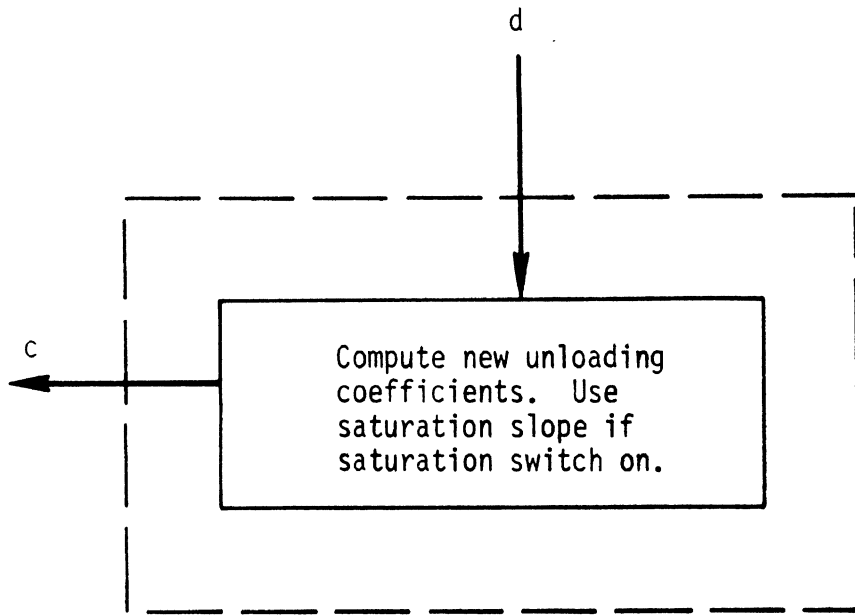 d
c
Compute new unloading
coefficients.  Use
saturation slope if
saturation switch on.